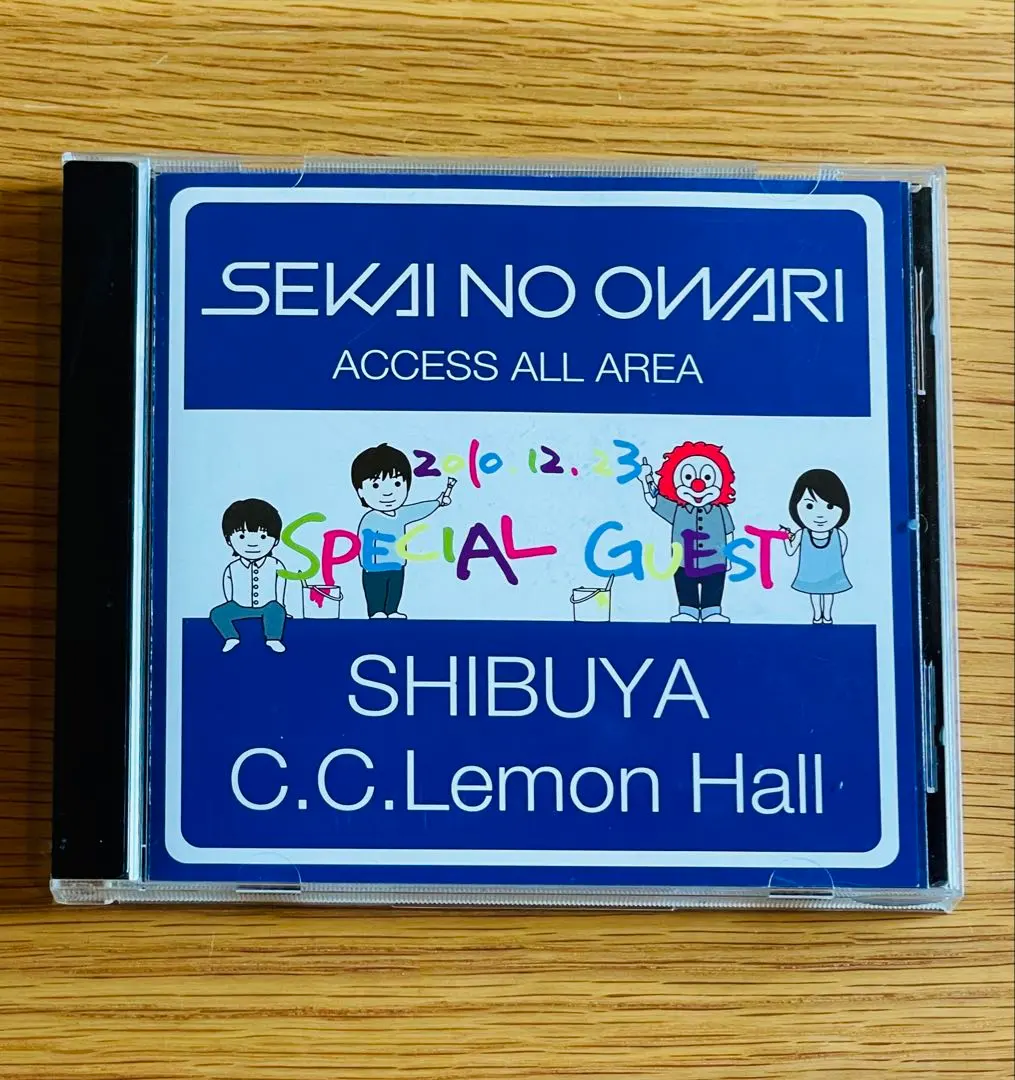 SEKAI NO OWARI
ACCESS ALL AREA
2010.12.23
SPECIAL GUEST
SHIBUYA
C.C.Lemon Hall